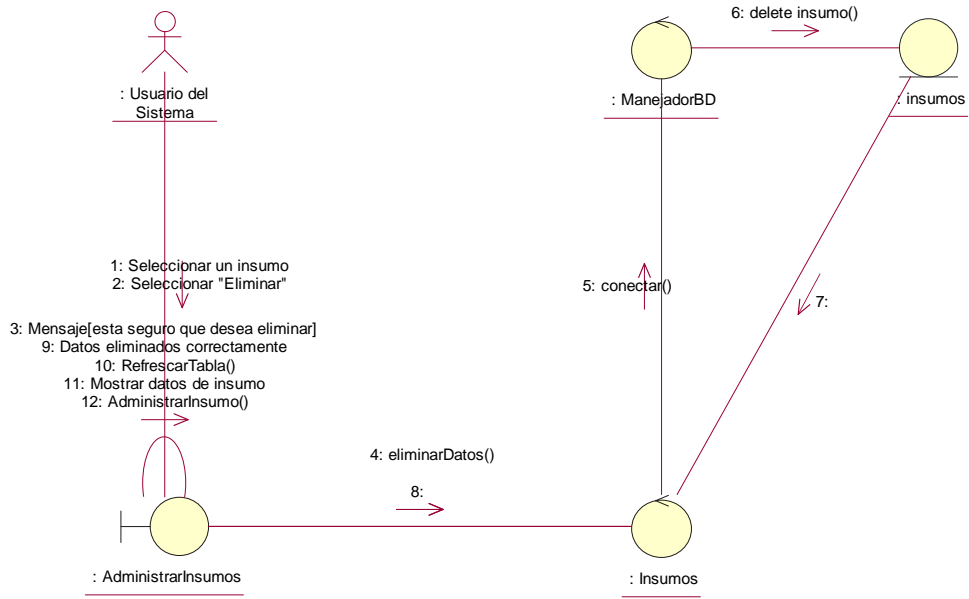 6: delete insumo()
: Usuario del
Sistema
: ManejadorBD
: insumos
1: Seleccionar un insumo
2: Seleccionar "Eliminar"
5: conectar()
7:
3: Mensaje[esta seguro que desea eliminar]
9: Datos eliminados correctamente
10: RefrescarTabla()
11: Mostrar datos de insumo
12: AdministrarInsumo()
4: eliminarDatos()
8:
: AdministrarInsumos
: Insumos